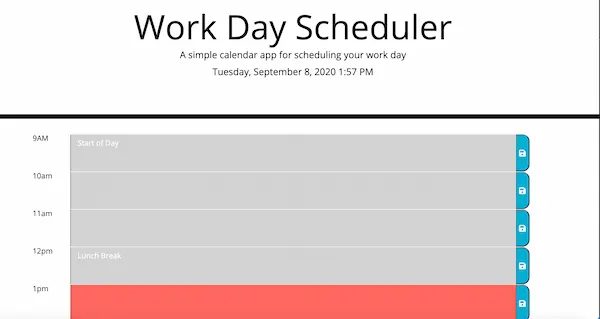 Work Day Scheduler
A simple calendar app for scheduling your work day
Tuesday, September 8, 2020 1:57 PM
9AM
Start of Day
10am
11am
12pm
Lunch Break
1pm